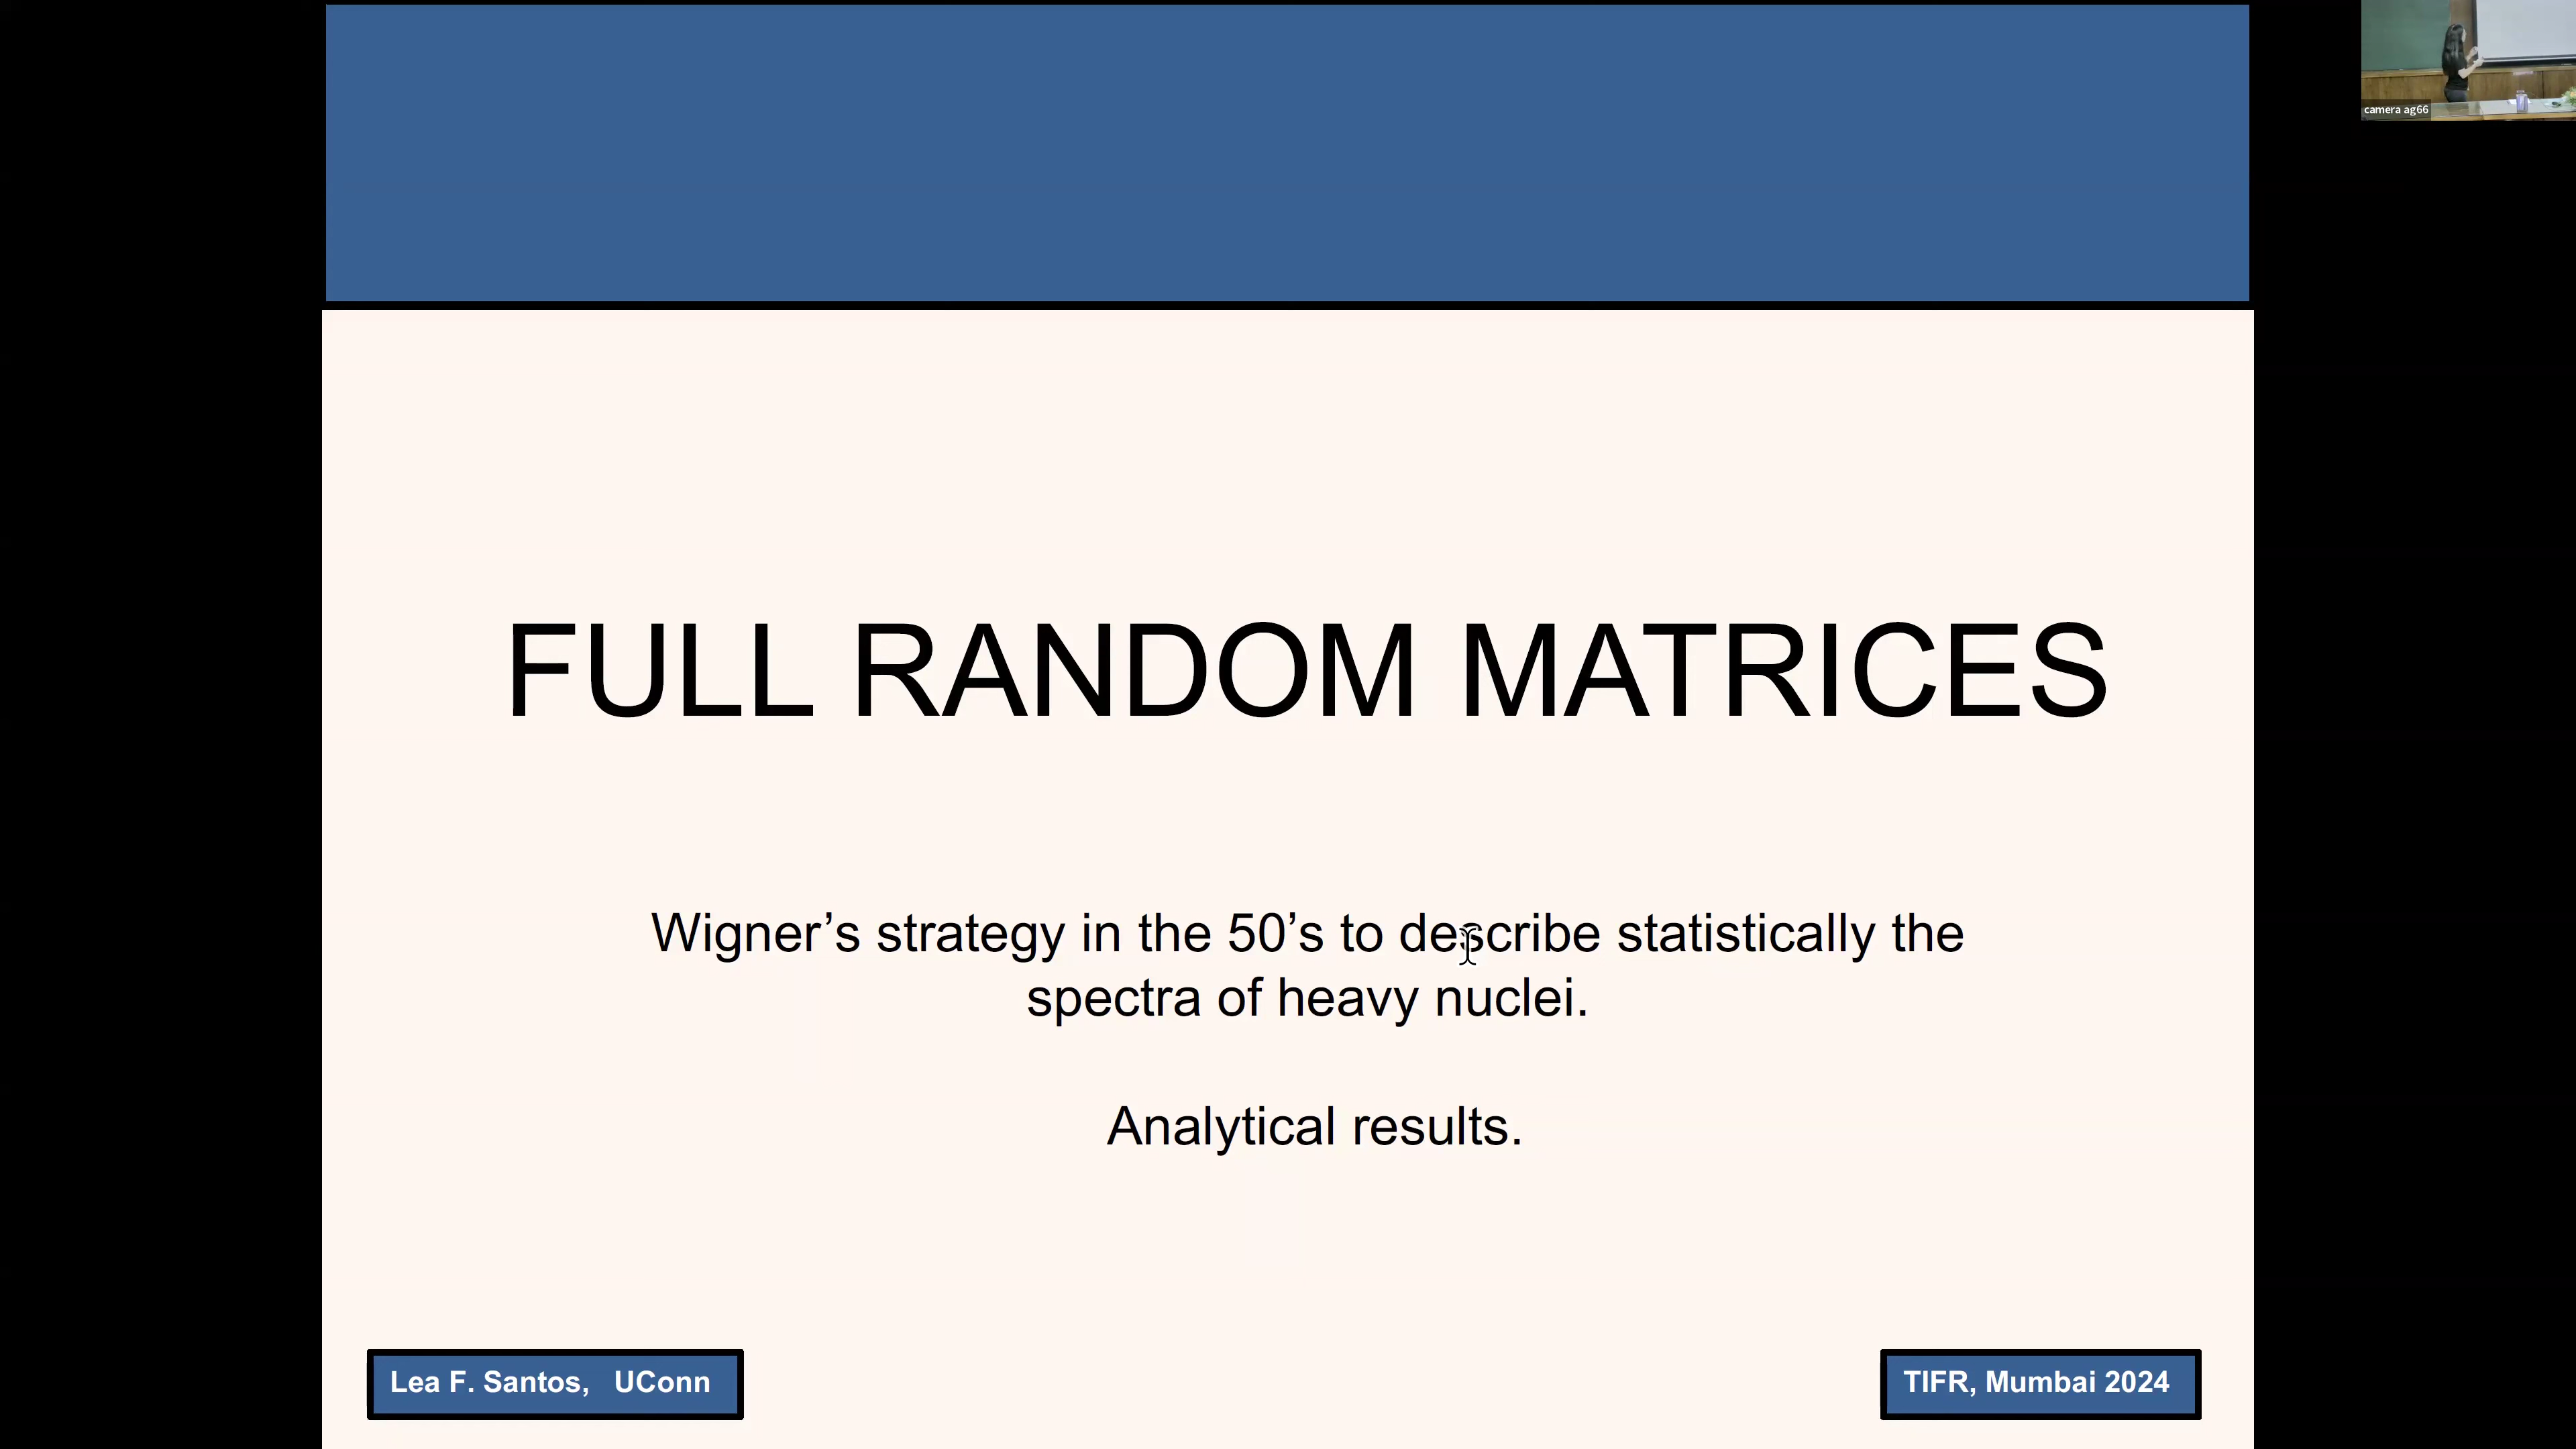 camera ag66
FULL RANDOM MATRICES
Wigner’s strategy in the 50’s to describe statistically the
spectra of heavy nuclei.
Analytical results.
Lea F. Santos, UConn
TIFR, Mumbai 2024